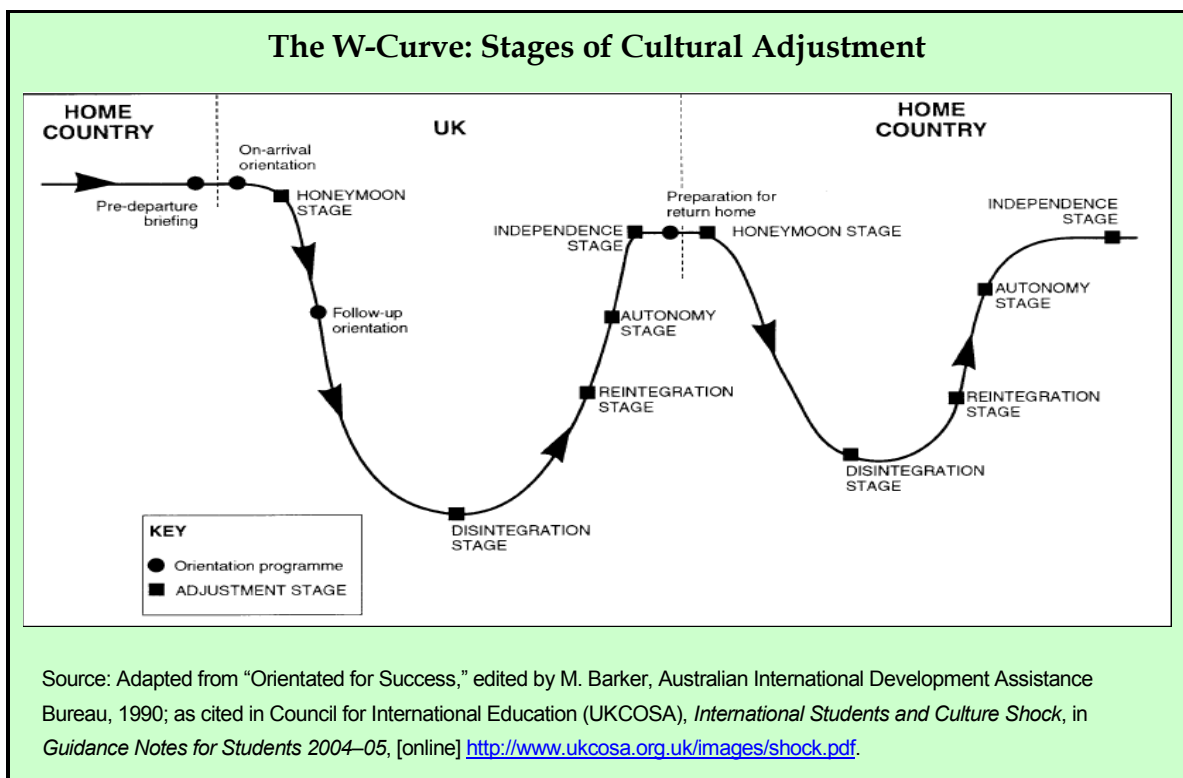 The W-Curve: Stages of Cultural Adjustment
HOME
COUNTRY
UK
HOME
COUNTRY
On-arrival
orientation
Pre-departure
briefing
HONEYMOON
STAGE
Follow-up
orientation
DISINTEGRATION
STAGE
REINTEGRATION
STAGE
AUTONOMY
STAGE
INDEPENDENCE
STAGE
Preparation for
return home
HONEYMOON STAGE
DISINTEGRATION
STAGE
REINTEGRATION
STAGE
AUTONOMY
STAGE
INDEPENDENCE
STAGE
KEY
Orientation programme
ADJUSTMENT STAGE
Source: Adapted from “Orientated for Success,” edited by M. Barker, Australian International Development Assistance
Bureau, 1990; as cited in Council for International Education (UKCOSA), International Students and Culture Shock, in
Guidance Notes for Students 2004–05, [online] http://www.ukcosa.org.uk/images/shock.pdf.